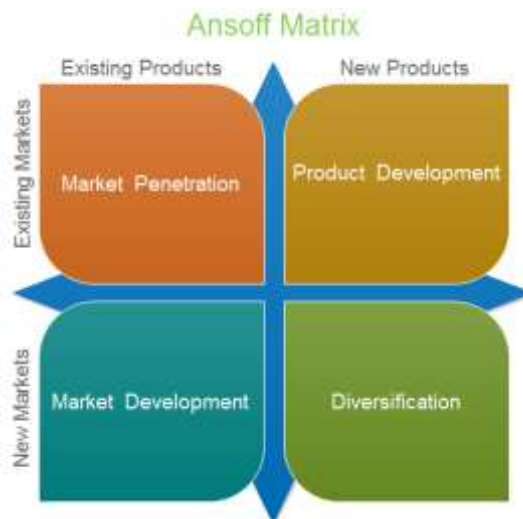 Ansoff Matrix
Existing Products
New Products
Existing Markets
Market Penetration
Product Development
New Markets
Market Development
Diversification